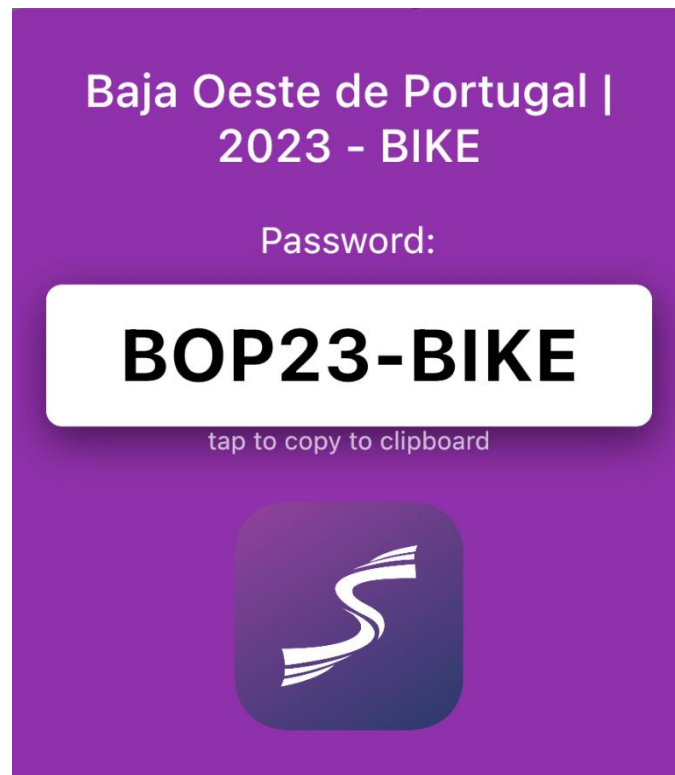 Baja Oeste de Portugal |
2023 - BIKE
Password:
BOP23-BIKE
tap to copy to clipboard